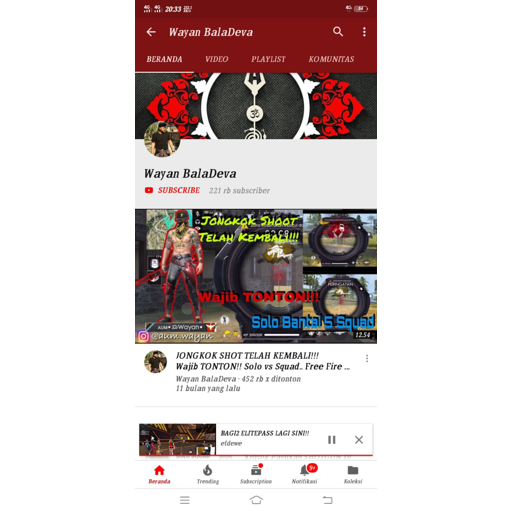 20:33
Wayan BalaDeva
BERANDA VIDEO PLAYLIST KOMUNITAS
Wayan BalaDeva
SUBSCRIBE 221 rb subscriber
JONGKOK SHOOT
TELAH KEMBALI!!!
PERINGATAN
Wajib TONTON!!!
AUM Wayan
Solo Bantai 5 Squad
@aum.wayan
12.54
JONGKOK SHOT TELAH KEMBALI!!!
Wajib TONTON!! Solo vs Squad.. Free Fire ...
Wayan BalaDeva · 452 rb x ditonton
11 bulan yang lalu
BAGI2 ELITEPASS LAGI SINI!!
efdewe
9+
Beranda Trending Subscription Notifikasi Koleksi